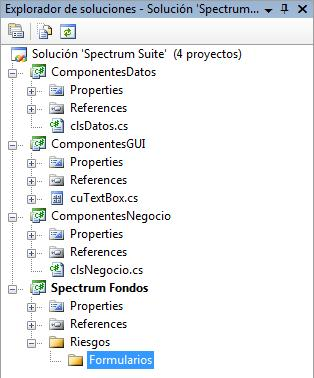 Explorador de soluciones - Solución 'Spectrum...
Solución 'Spectrum Suite' (4 proyectos)
ComponentesDatos
Properties
References
clsDatos.cs
ComponentesGUI
Properties
References
cuTextBox.cs
ComponentesNegocio
Properties
References
clsNegocio.cs
Spectrum Fondos
Properties
References
Riesgos
Formularios